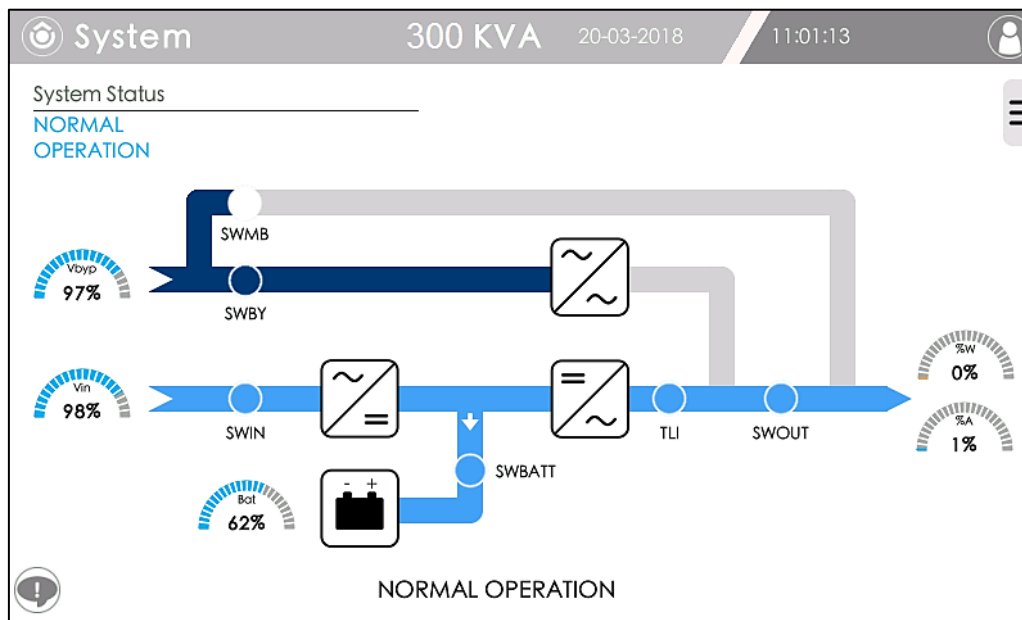 System 300 KVA 20-03-2018 11:01:13
System Status
NORMAL
OPERATION
SWMB
Vbyp
97%
SWBY
%W
0%
Vin
98%
SWIN
TLI
SWOUT
%A
1%
SWBATT
- +
Bat
62%
!
NORMAL OPERATION